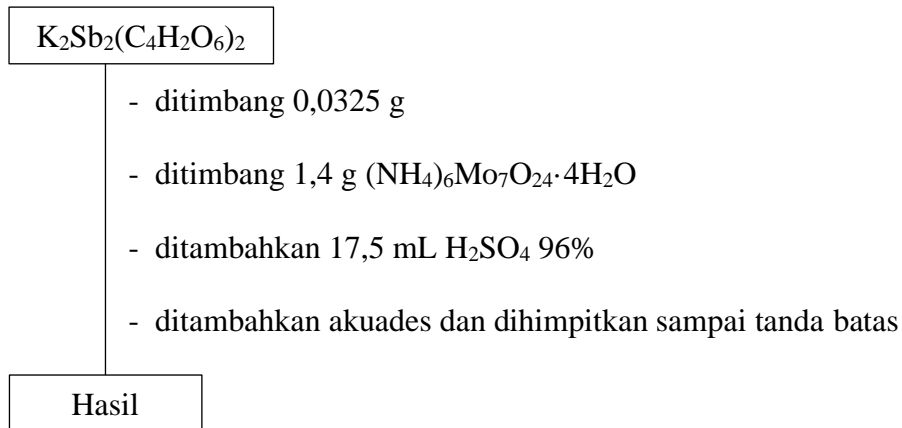 K₂Sb₂(C₄H₂O₆)₂
- ditimbang 0,0325 g
- ditimbang 1,4 g (NH₄)₆Mo₇O₂₄·4H₂O
- ditambahkan 17,5 mL H₂SO₄ 96%
- ditambahkan akuades dan dihimpitkan sampai tanda batas
Hasil